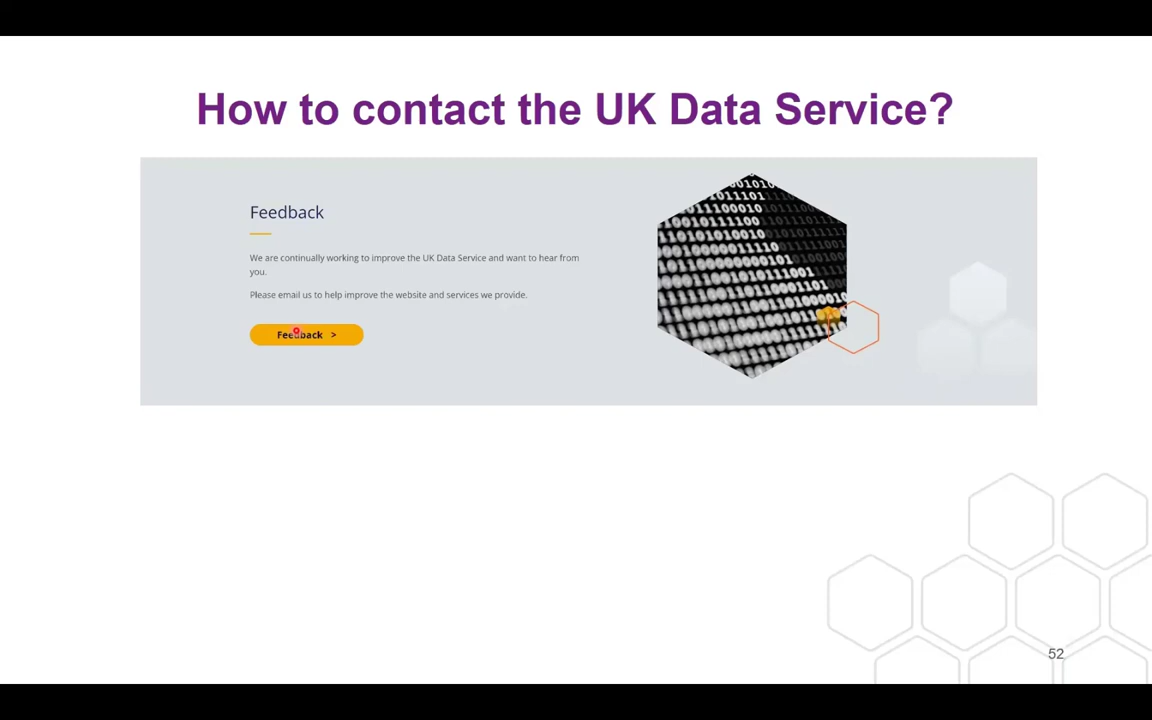 How to contact the UK Data Service?
Feedback
We are continually working to improve the UK Data Service and want to hear from
you.
Please email us to help improve the website and services we provide.
Feedback >
52